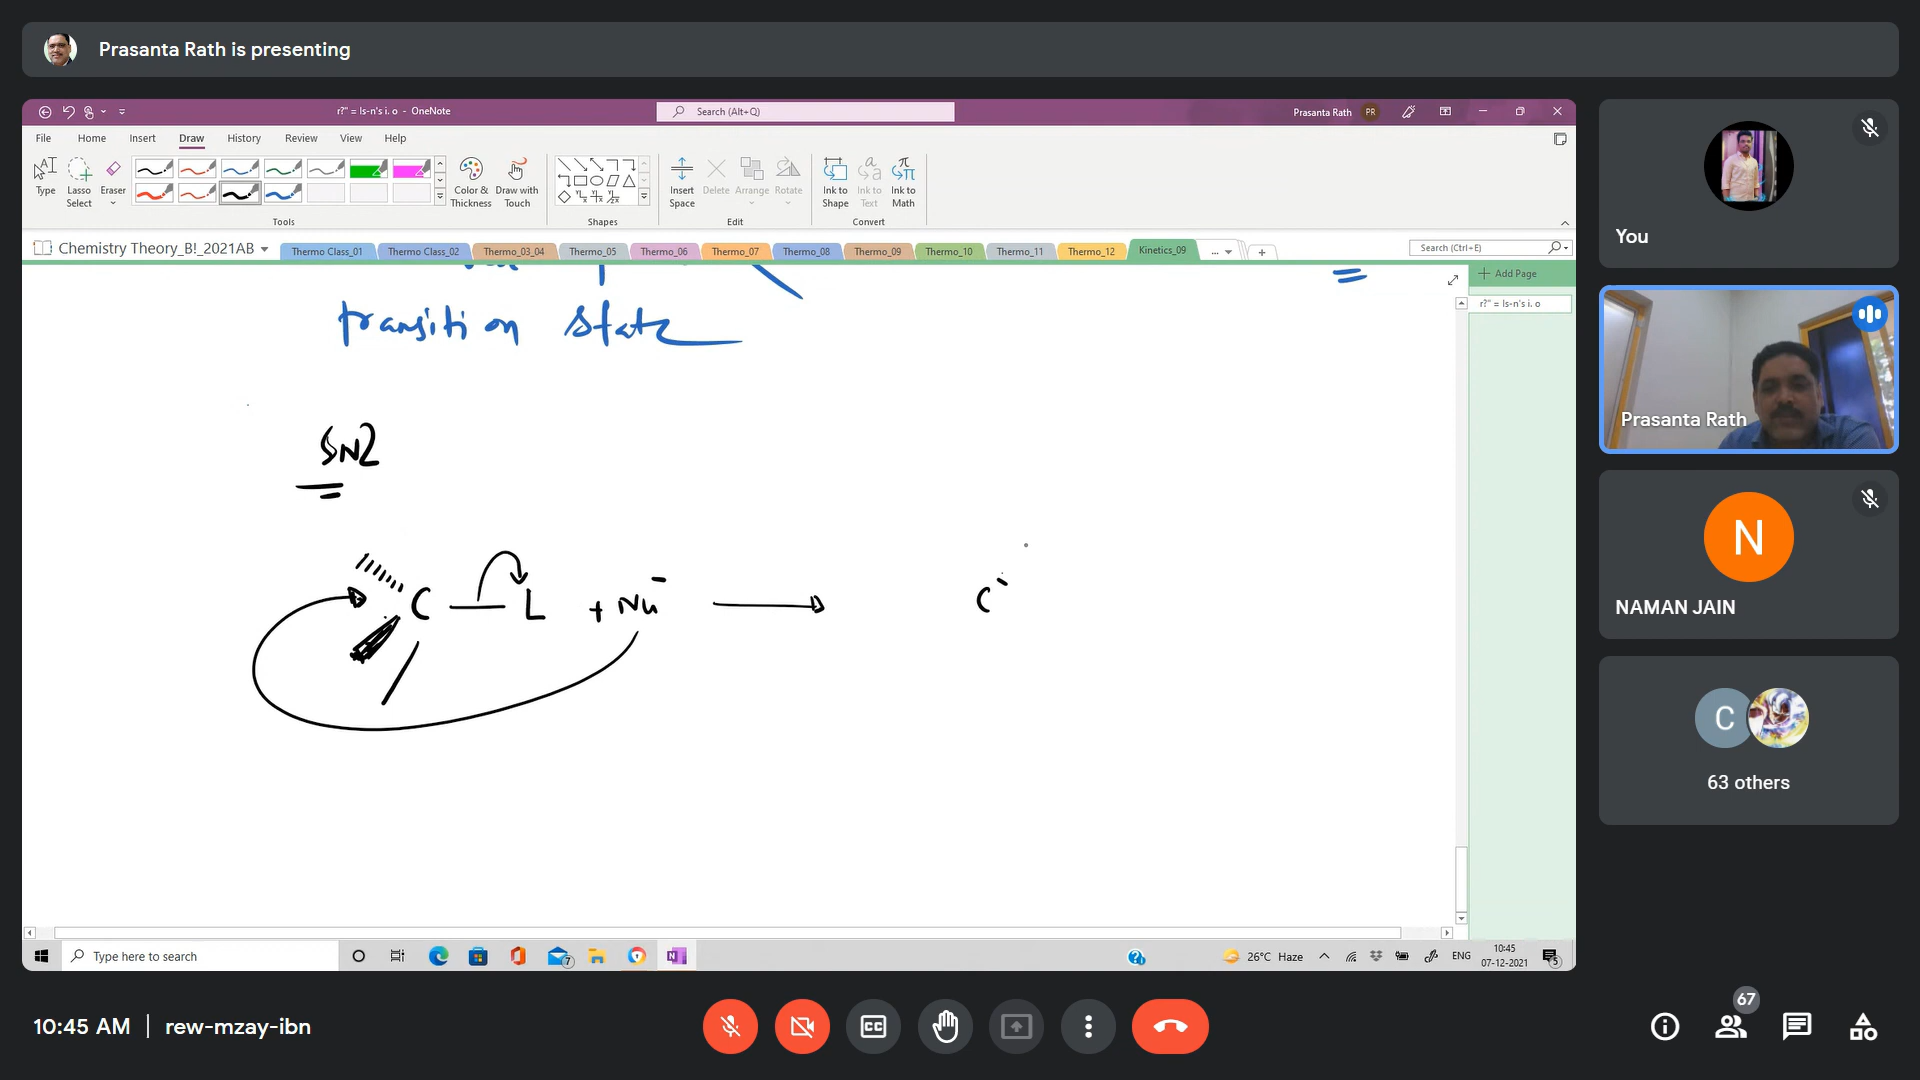 Prasanta Rath is presenting
r?" = ls-n's i. o - OneNote
Search (Alt+Q)
Prasanta Rath PR
File Home Insert Draw History Review View Help
Type
Lasso Select
Eraser
Color & Thickness
Draw with Touch
Insert Space
Delete
Arrange
Rotate
Ink to Shape
Ink to Text
Ink to Math
Tools Shapes Edit Convert
Chemistry Theory_B!_2021AB
Thermo Class_01 Thermo Class_02 Thermo_03_04 Thermo_05 Thermo_06 Thermo_07 Thermo_08 Thermo_09 Thermo_10 Thermo_11 Thermo_12 Kinetics_09 ...
Search (Ctrl+E)
Add Page
r?" = ls-n's i. o
transition state
SN2
C — L + Nu⁻ → C
Type here to search
7
26°C Haze
ENG
10:45
07-12-2021
5
You
Prasanta Rath
N
NAMAN JAIN
C
63 others
10:45 AM | rew-mzay-ibn
CC
67